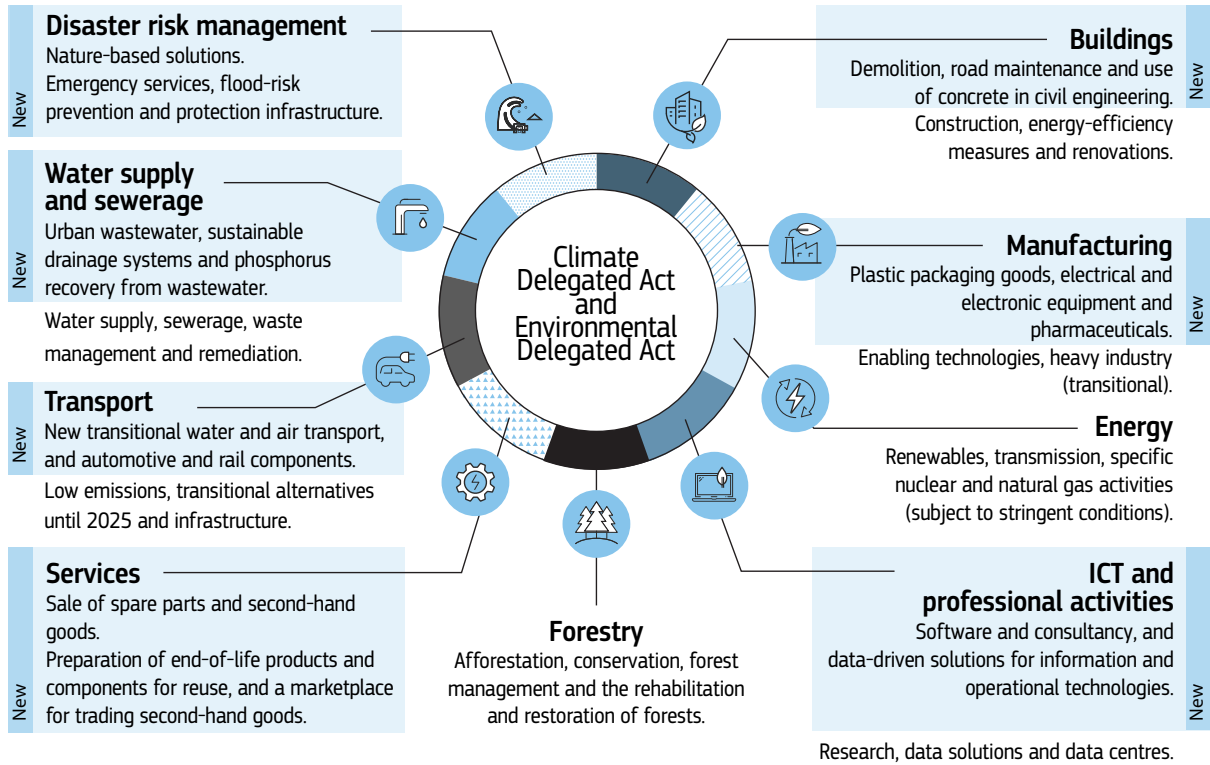 Disaster risk management
Nature-based solutions.
Emergency services, flood-risk
prevention and protection infrastructure.
New
Water supply
and sewerage
Urban wastewater, sustainable
drainage systems and phosphorus
recovery from wastewater.
New
Water supply, sewerage, waste
management and remediation.
Transport
New transitional water and air transport,
and automotive and rail components.
New
Low emissions, transitional alternatives
until 2025 and infrastructure.
Services
Sale of spare parts and second-hand
goods.
Preparation of end-of-life products and
components for reuse, and a marketplace
for trading second-hand goods.
New
Climate
Delegated Act
and
Environmental
Delegated Act
Forestry
Afforestation, conservation, forest
management and the rehabilitation
and restoration of forests.
Buildings
Demolition, road maintenance and use
of concrete in civil engineering.
New
Construction, energy-efficiency
measures and renovations.
Manufacturing
Plastic packaging goods, electrical and
electronic equipment and
pharmaceuticals.
New
Enabling technologies, heavy industry
(transitional).
Energy
Renewables, transmission, specific
nuclear and natural gas activities
(subject to stringent conditions).
ICT and
professional activities
Software and consultancy, and
data-driven solutions for information and
operational technologies.
New
Research, data solutions and data centres.